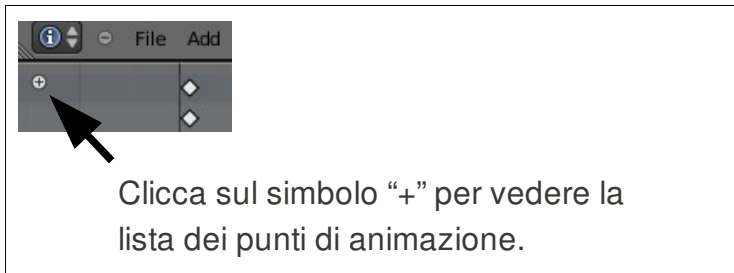 File Add
Clicca sul simbolo “+” per vedere la
lista dei punti di animazione.